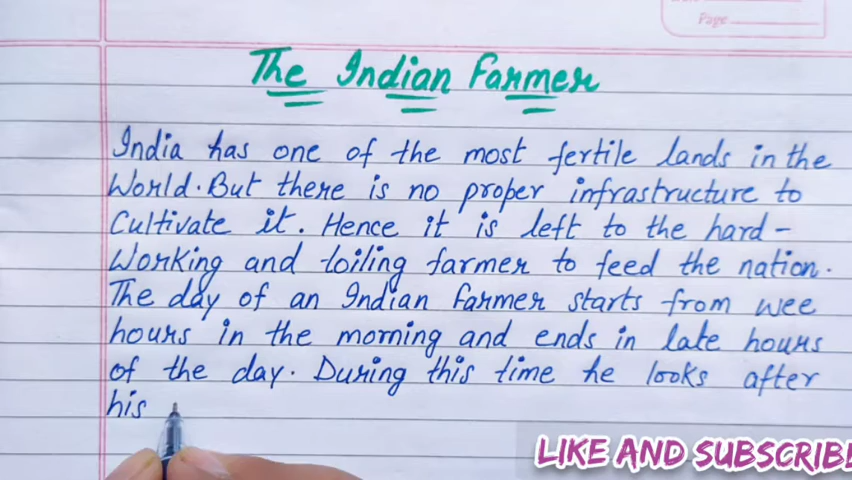 Page
The Indian Farmer
India has one of the most fertile lands in the
World. But there is no proper infrastructure to
Cultivate it. Hence it is left to the hard-
Working and toiling farmer to feed the nation.
The day of an Indian Farmer starts from wee
hours in the morning and ends in late hours
of the day. During this time he looks after
his
LIKE AND SUBSCRIBE